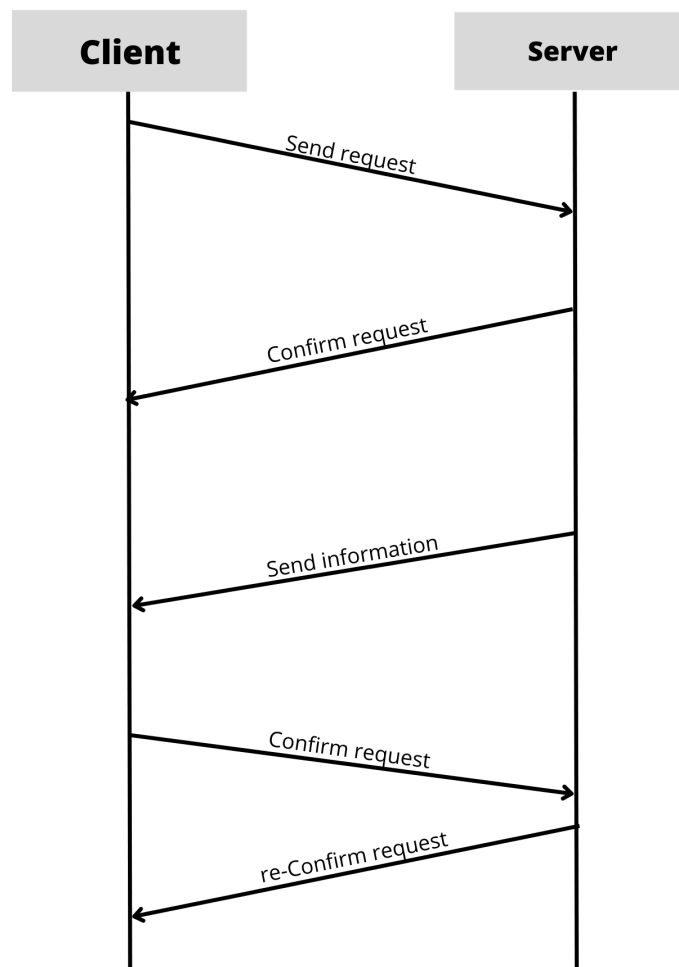 Client
Server
Send request
Confirm request
Send information
Confirm request
re-Confirm request